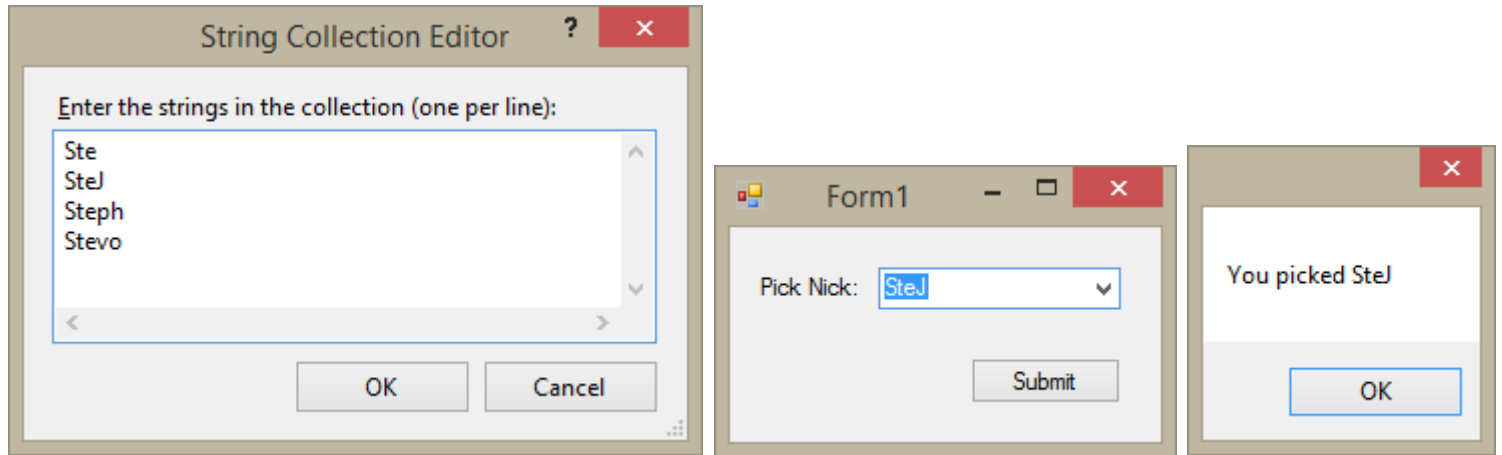 String Collection Editor ?
Enter the strings in the collection (one per line):
Ste
SteJ
Steph
Stevo
OK Cancel
Form1
Pick Nick: SteJ
Submit
You picked SteJ
OK